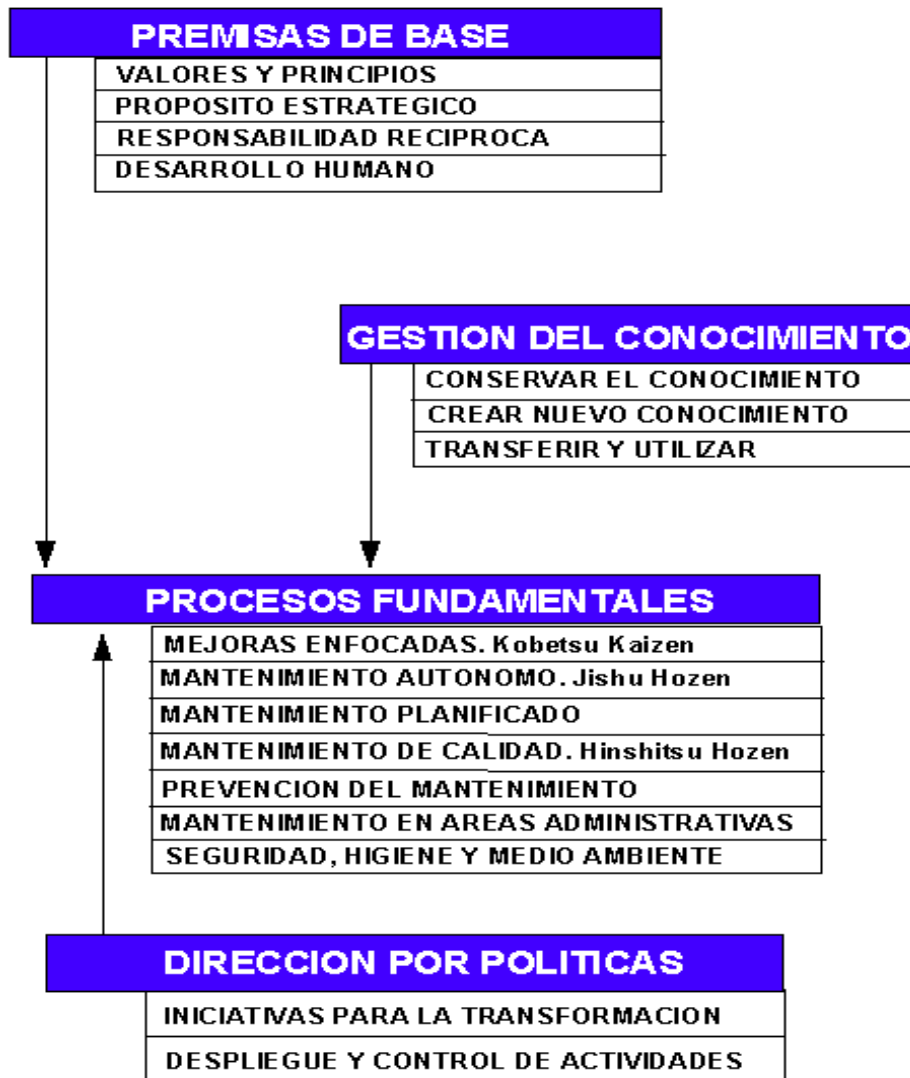 PREMISAS DE BASE
VALORES Y PRINCIPIOS
PROPOSITO ESTRATEGICO
RESPONSABILIDAD RECIPROCA
DESARROLLO HUMANO
GESTION DEL CONOCIMIENTO
CONSERVAR EL CONOCIMIENTO
CREAR NUEVO CONOCIMIENTO
TRANSFERIR Y UTILIZAR
PROCESOS FUNDAMENTALES
MEJORAS ENFOCADAS. Kobetsu Kaizen
MANTENIMIENTO AUTONOMO. Jishu Hozen
MANTENIMIENTO PLANIFICADO
MANTENIMIENTO DE CALIDAD. Hinshitsu Hozen
PREVENCION DEL MANTENIMIENTO
MANTENIMIENTO EN AREAS ADMINISTRATIVAS
SEGURIDAD, HIGIENE Y MEDIO AMBIENTE
DIRECCION POR POLITICAS
INICIATIVAS PARA LA TRANSFORMACION
DESPLIEGUE Y CONTROL DE ACTIVIDADES